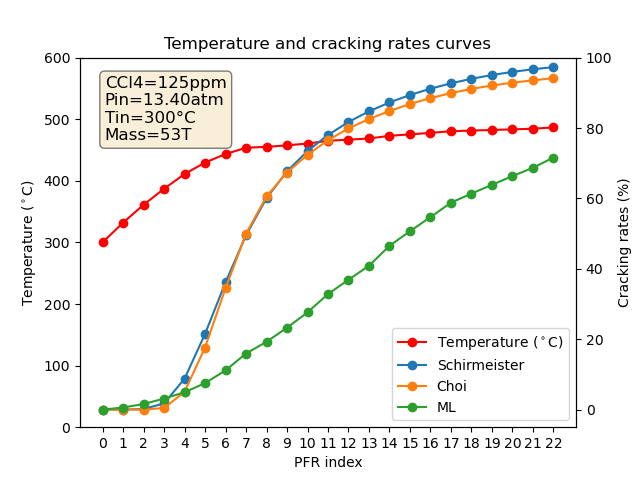 Temperature and cracking rates curves
CCl4=125ppm
Pin=13.40atm
Tin=300°C
Mass=53T
600
500
400
300
200
100
0
Temperature (°C)
100
80
60
40
20
0
Cracking rates (%)
Temperature (°C)
Schirmeister
Choi
ML
0 1 2 3 4 5 6 7 8 9 10 11 12 13 14 15 16 17 18 19 20 21 22
PFR index